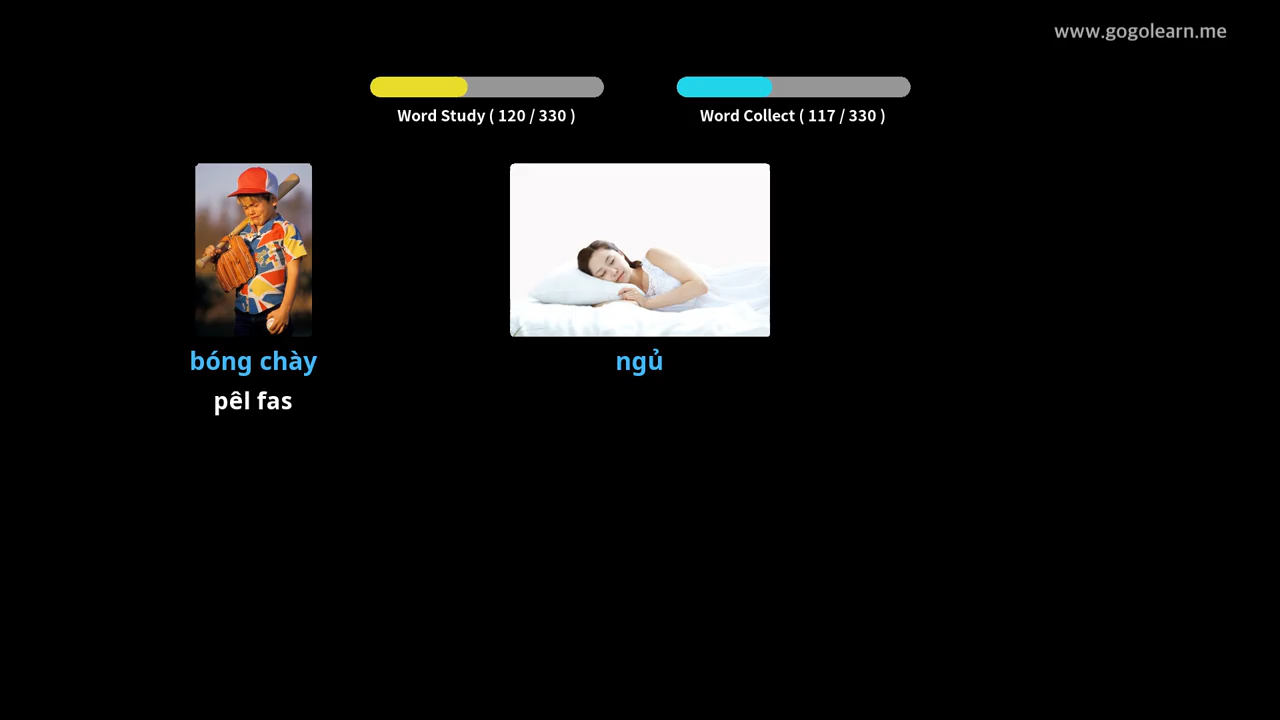 www.gogolearn.me
Word Study ( 120 / 330 )
Word Collect ( 117 / 330 )
bóng chày
pêl fas
ngủ